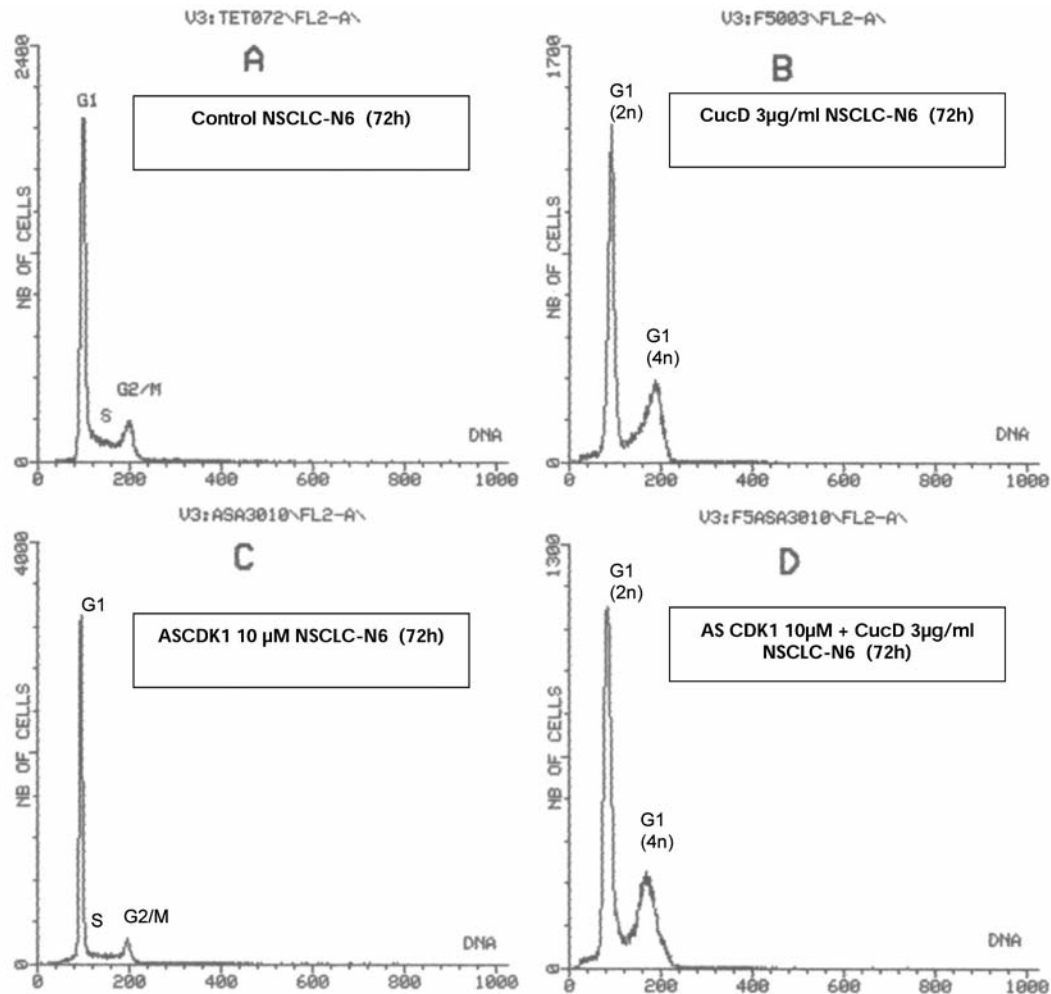 V3:TET072\FL2-A\
A
2400
NB OF CELLS
0
G1
Control NSCLC-N6 (72h)
S
G2/M
DNA
0 200 400 600 800 1000
V3:F5003\FL2-A\
B
1700
NB OF CELLS
0
G1
(2n)
CucD 3µg/ml NSCLC-N6 (72h)
G1
(4n)
DNA
0 200 400 600 800 1000
V3:ASA3010\FL2-A\
C
4000
NB OF CELLS
0
G1
ASCDK1 10 µM NSCLC-N6 (72h)
S
G2/M
DNA
0 200 400 600 800 1000
V3:F5ASA3010\FL2-A\
D
1300
NB OF CELLS
0
G1
(2n)
AS CDK1 10µM + CucD 3µg/ml
NSCLC-N6 (72h)
G1
(4n)
DNA
0 200 400 600 800 1000